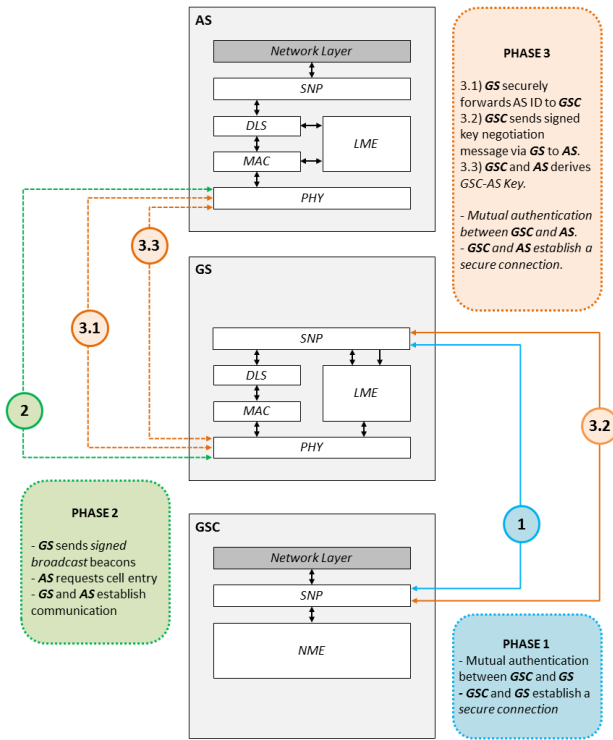 AS
Network Layer
SNP
DLS
LME
MAC
PHY
PHASE 3
3.1) GS securely
forwards AS ID to GSC
3.2) GSC sends signed
key negotiation
message via GS to AS.
3.3) GSC and AS derives
GSC-AS Key.
- Mutual authentication
between GSC and AS.
- GSC and AS establish a
secure connection.
3.3
3.1
2
GS
SNP
DLS
LME
MAC
PHY
3.2
1
PHASE 2
- GS sends signed
broadcast beacons
- AS requests cell entry
- GS and AS establish
communication
GSC
Network Layer
SNP
NME
PHASE 1
- Mutual authentication
between GSC and GS
- GSC and GS establish a
secure connection